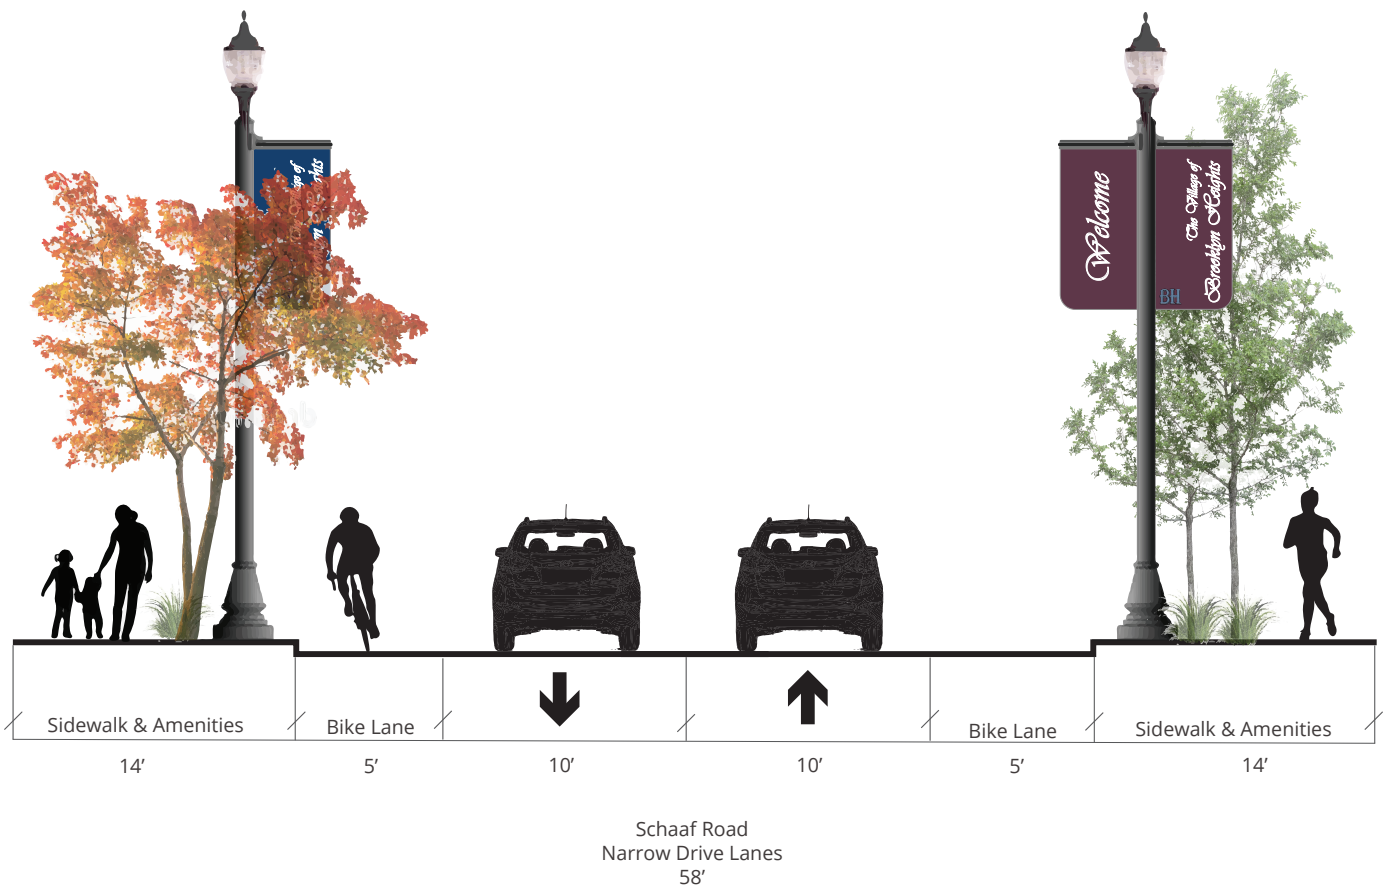 Welcome
The Village of
Brooklyn Heights
BH
Sidewalk & Amenities
Bike Lane
Bike Lane
Sidewalk & Amenities
14’
5’
10’
10’
5’
14’
Schaaf Road
Narrow Drive Lanes
58’